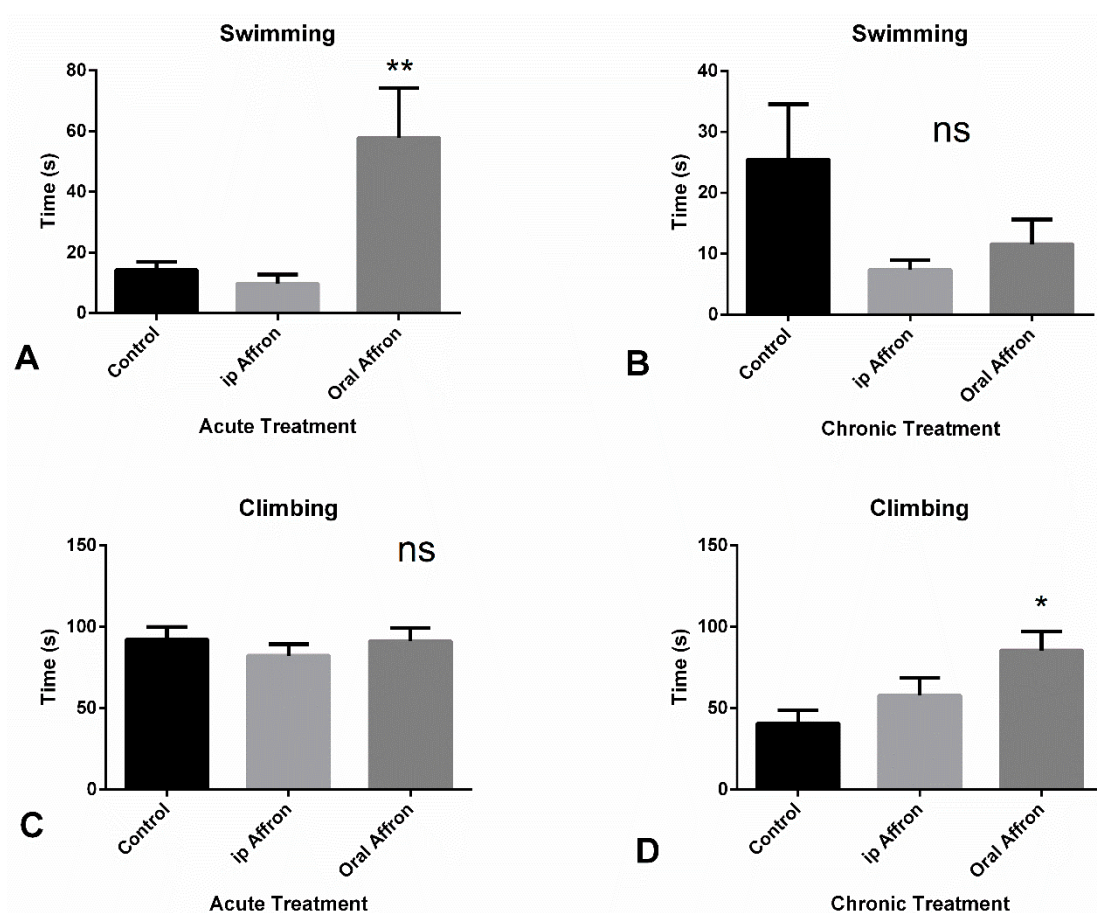 Swimming
**
80
60
40
20
0
Time (s)
Control
ip Affron
Oral Affron
A
Acute Treatment
Swimming
ns
40
30
20
10
0
Time (s)
Control
ip Affron
Oral Affron
B
Chronic Treatment
Climbing
ns
150
100
50
0
Time (s)
Control
ip Affron
Oral Affron
C
Acute Treatment
Climbing
*
150
100
50
0
Time (s)
Control
ip Affron
Oral Affron
D
Chronic Treatment